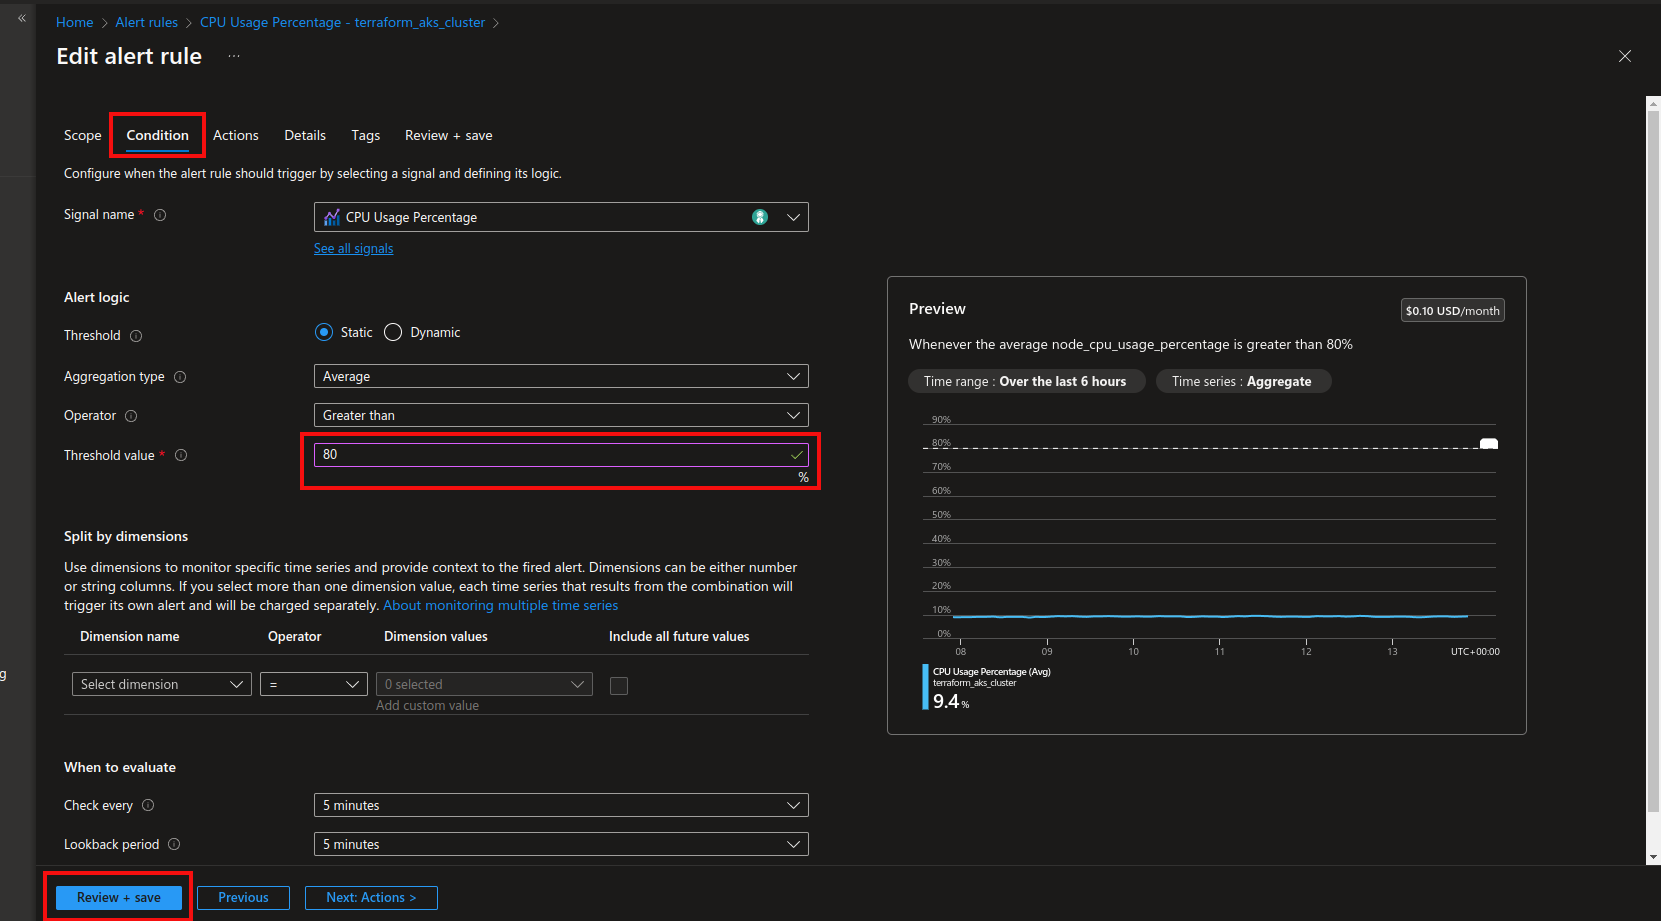 «
Home > Alert rules > CPU Usage Percentage - terraform_aks_cluster >
Edit alert rule ...
Scope Condition Actions Details Tags Review + save
Configure when the alert rule should trigger by selecting a signal and defining its logic.
Signal name *
CPU Usage Percentage
See all signals
Alert logic
Threshold
Static Dynamic
Aggregation type
Average
Operator
Greater than
Threshold value *
80
%
Split by dimensions
Use dimensions to monitor specific time series and provide context to the fired alert. Dimensions can be either number
or string columns. If you select more than one dimension value, each time series that results from the combination will
trigger its own alert and will be charged separately. About monitoring multiple time series
Dimension name Operator Dimension values Include all future values
Select dimension = 0 selected
Add custom value
When to evaluate
Check every
5 minutes
Lookback period
5 minutes
Review + save Previous Next: Actions >
Preview
$0.10 USD/month
Whenever the average node_cpu_usage_percentage is greater than 80%
Time range : Over the last 6 hours Time series : Aggregate
90%
80%
70%
60%
50%
40%
30%
20%
10%
0%
08 09 10 11 12 13 UTC+00:00
CPU Usage Percentage (Avg)
terraform_aks_cluster
9.4 %
g